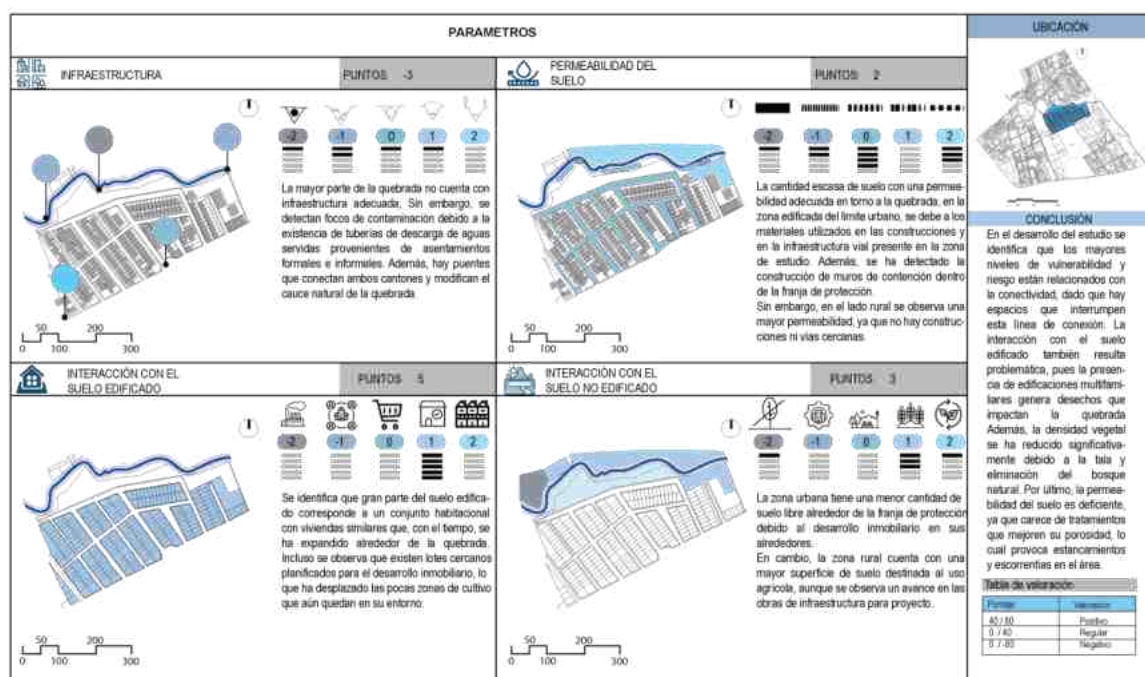 PARAMETROS
INFRAESTRUCTURA
PUNTOS: -3
-2 -1 0 1 2
La mayor parte de la quebrada no cuenta con
infraestructura adecuada; Sin embargo, se
detectan focos de contaminación debido a la
existencia de tuberías de descarga de aguas
servidas provenientes de asentamientos
formales e informales. Además, hay puentes
que conectan ambos cantones y modifican el
cauce natural de la quebrada
50 200
0 100 300
PERMEABILIDAD DEL
SUELO
PUNTOS: 2
-2 -1 0 1 2
La cantidad escasa de suelo con una permea-
bilidad adecuada en torno a la quebrada, en la
zona edificada del límite urbano, se debe a los
materiales utilizados en las construcciones y
en la infraestructura vial presente en la zona
de estudio. Además, se ha detectado la
construcción de muros de contención dentro
de la franja de protección.
Sin embargo, en el lado rural se observa una
mayor permeabilidad, ya que no hay construc-
ciones ni vías cercanas.
50 200
0 100 300
INTERACCIÓN CON EL
SUELO EDIFICADO
PUNTOS: 5
-2 -1 0 1 2
Se identifica que gran parte del suelo edifica-
do corresponde a un conjunto habitacional
con viviendas similares que, con el tiempo, se
ha expandido alrededor de la quebrada.
Incluso se observa que existen lotes cercanos
planificados para el desarrollo inmobiliario, lo
que ha desplazado las pocas zonas de cultivo
que aún quedan en su entorno.
50 200
0 100 300
INTERACCIÓN CON EL
SUELO NO EDIFICADO
PUNTOS: 3
-2 -1 0 1 2
La zona urbana tiene una menor cantidad de
suelo libre alrededor de la franja de protección
debido al desarrollo inmobiliario en sus
alrededores.
En cambio, la zona rural cuenta con una
mayor superficie de suelo destinada al uso
agrícola, aunque se observa un avance en las
obras de infraestructura para proyecto.
50 200
0 100 300
UBICACIÓN
CONCLUSIÓN
En el desarrollo del estudio se
identifica que los mayores
niveles de vulnerabilidad y
riesgo están relacionados con
la conectividad, dado que hay
espacios que interrumpen
esta línea de conexión. La
interacción con el suelo
edificado también resulta
problemática, pues la presen-
cia de edificaciones multifami-
liares genera desechos que
impactan la quebrada
Además, la densidad vegetal
se ha reducido significativa-
mente debido a la tala y
eliminación del bosque
natural. Por último, la permea-
bilidad del suelo es deficiente,
ya que carece de tratamientos
que mejoren su porosidad, lo
cual provoca estancamientos
y escorrentías en el área.
Tabla de valoración
Puntaje Valoración
40 / 80 Positivo
0 / 40 Regular
0 / -80 Negativo